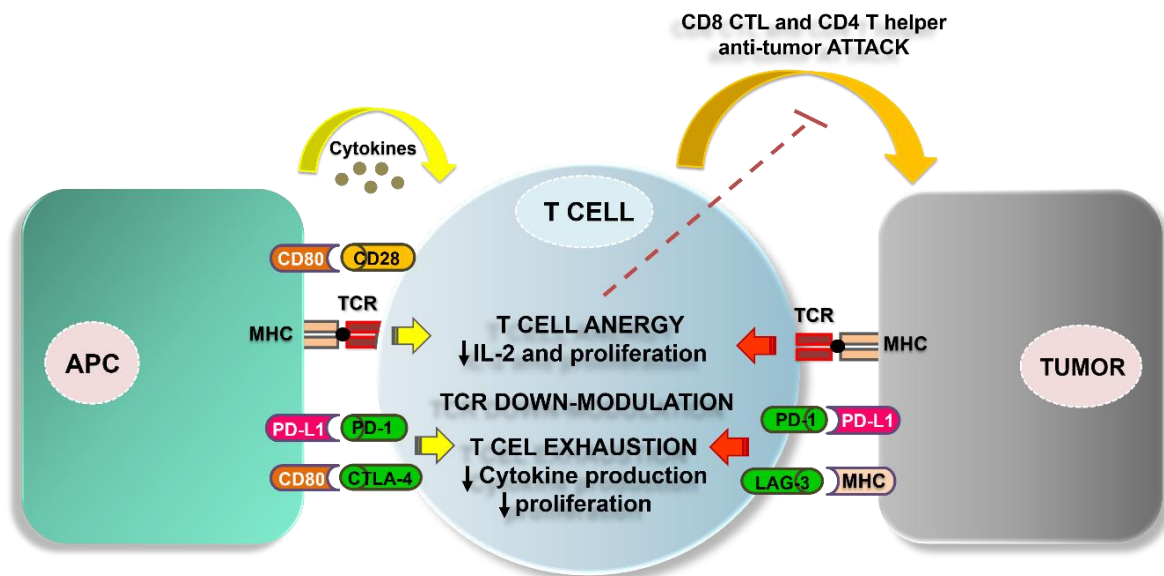 CD8 CTL and CD4 T helper
anti-tumor ATTACK
Cytokines
T CELL
CD80 CD28
TCR
MHC
APC
T CELL ANERGY
↓IL-2 and proliferation
TCR
MHC
TUMOR
TCR DOWN-MODULATION
PD-L1 PD-1
PD-1 PD-L1
T CEL EXHAUSTION
↓Cytokine production
↓proliferation
CD80 CTLA-4
LAG-3 MHC